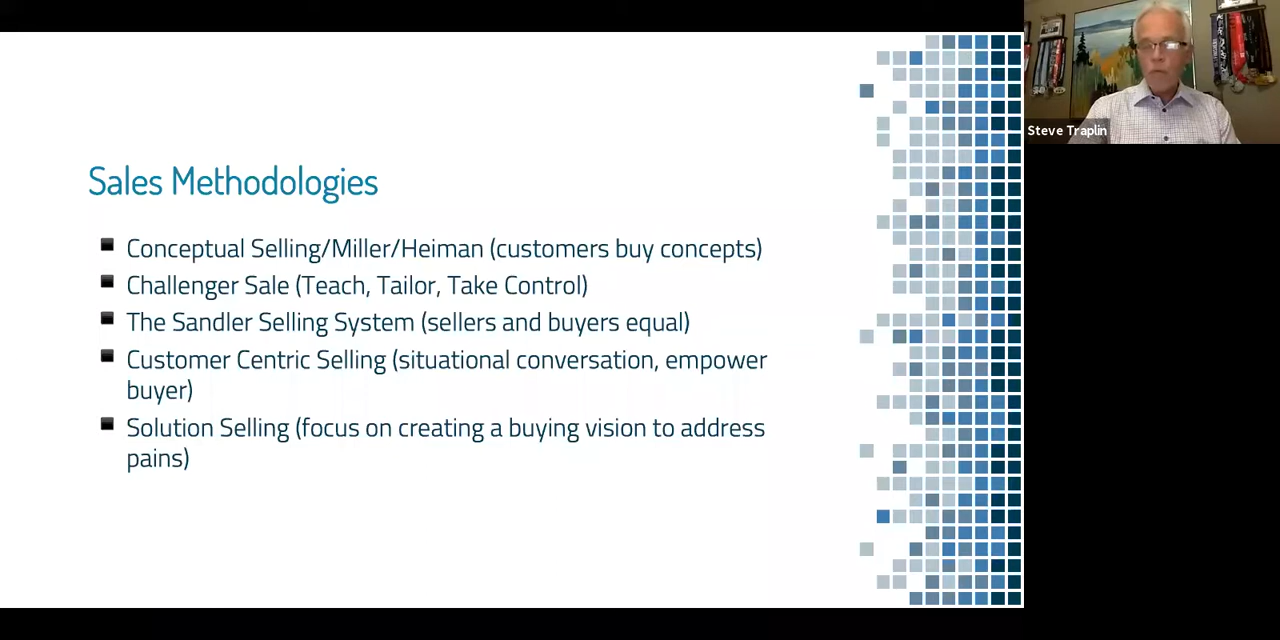 Sales Methodologies
Conceptual Selling/Miller/Heiman (customers buy concepts)
Challenger Sale (Teach, Tailor, Take Control)
The Sandler Selling System (sellers and buyers equal)
Customer Centric Selling (situational conversation, empower
buyer)
Solution Selling (focus on creating a buying vision to address
pains)
Steve Traplin